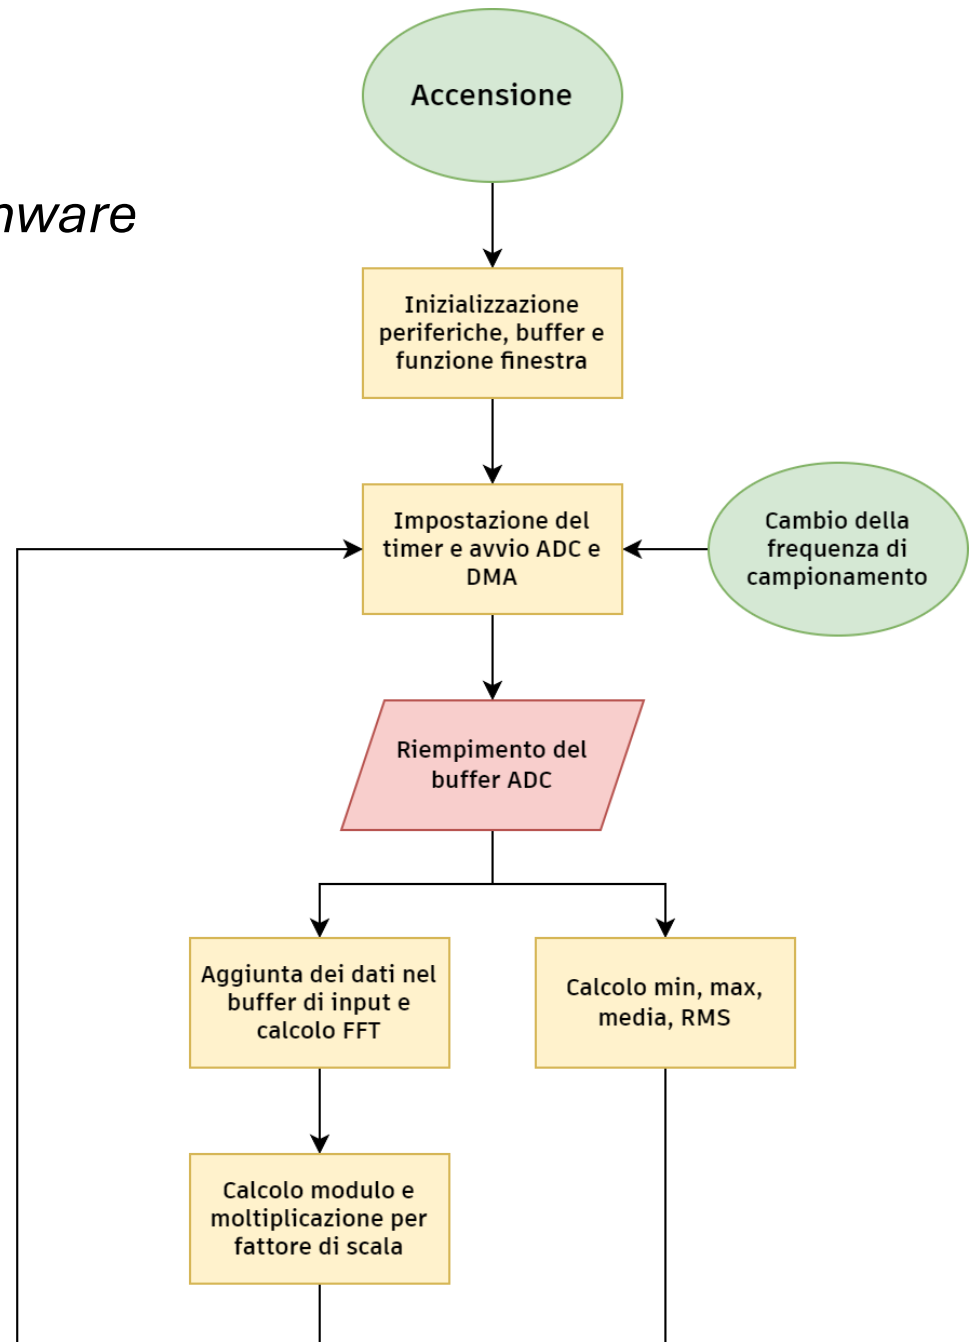 Accensione
nware
Inizializzazione
periferiche, buffer e
funzione finestra
Impostazione del
timer e avvio ADC e
DMA
Cambio della
frequenza di
campionamento
Riempimento del
buffer ADC
Aggiunta dei dati nel
buffer di input e
calcolo FFT
Calcolo min, max,
media, RMS
Calcolo modulo e
moltiplicazione per
fattore di scala